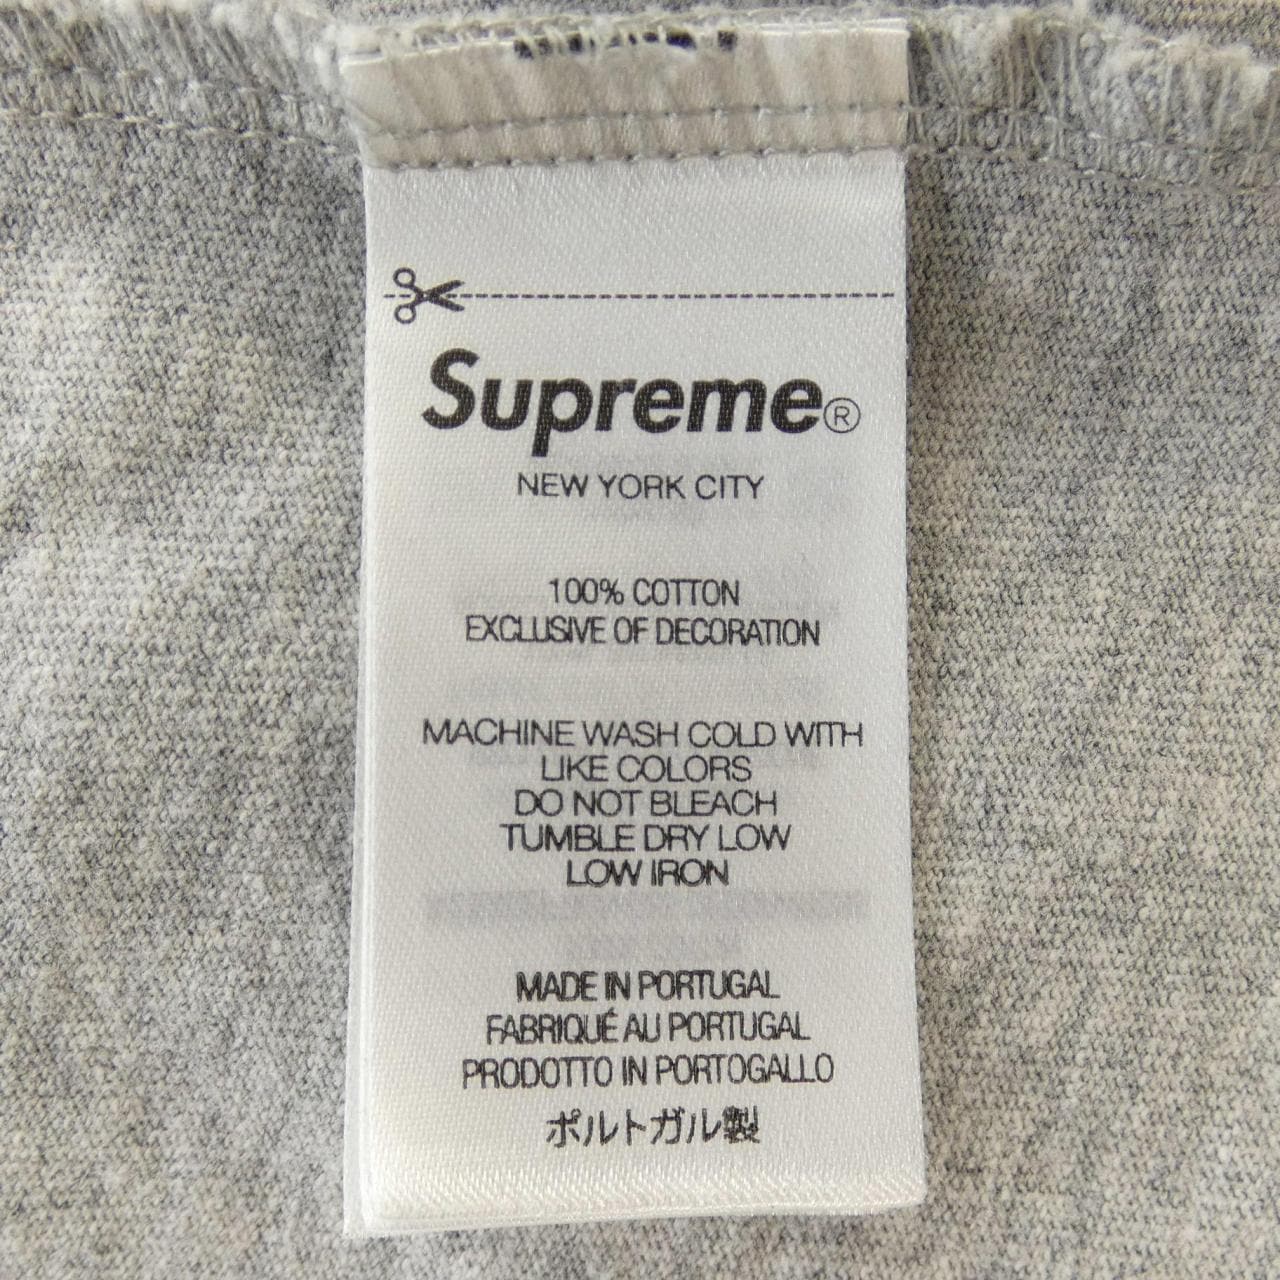 Supreme®
NEW YORK CITY
100% COTTON
EXCLUSIVE OF DECORATION
MACHINE WASH COLD WITH
LIKE COLORS
DO NOT BLEACH
TUMBLE DRY LOW
LOW IRON
MADE IN PORTUGAL
FABRIQUÉ AU PORTUGAL
PRODOTTO IN PORTOGALLO
ポルトガル製